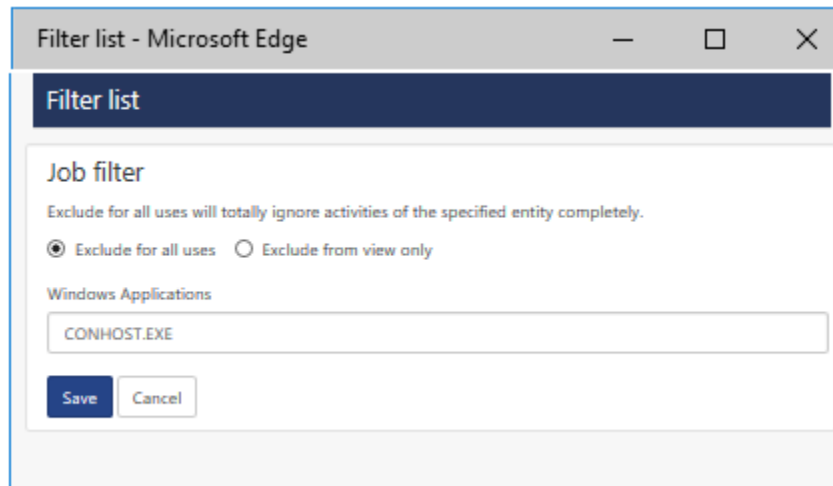 Filter list - Microsoft Edge
Filter list
Job filter
Exclude for all uses will totally ignore activities of the specified entity completely.
Exclude for all uses Exclude from view only
Windows Applications
CONHOST.EXE
Save Cancel